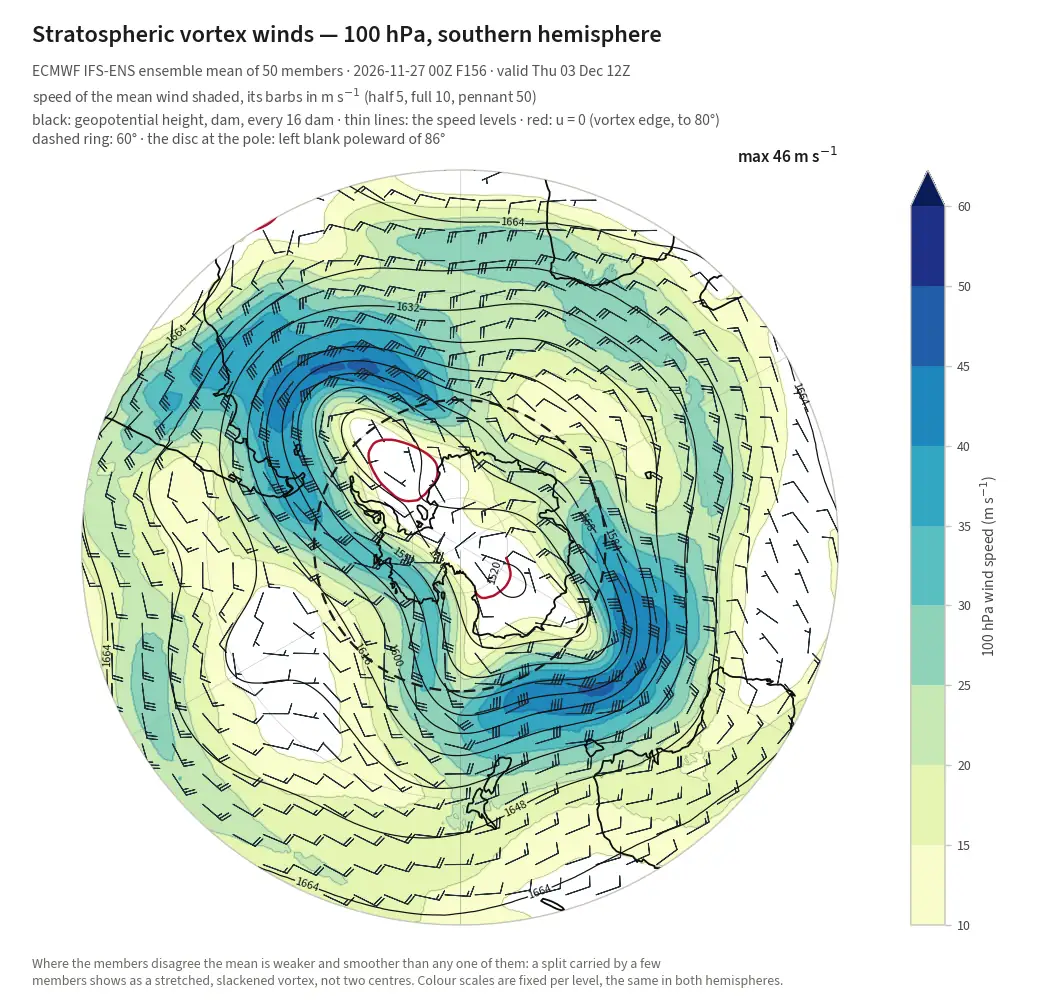 Stratospheric vortex winds — 100 hPa, southern hemisphere
ECMWF IFS-ENS ensemble mean of 50 members · 2026-11-27 00Z F156 · valid Thu 03 Dec 12Z
speed of the mean wind shaded, its barbs in m s⁻¹ (half 5, full 10, pennant 50)
black: geopotential height, dam, every 16 dam · thin lines: the speed levels · red: u = 0 (vortex edge, to 80°)
dashed ring: 60° · the disc at the pole: left blank poleward of 86°
max 46 m s⁻¹
1664
1632
1664
1664
1568
1584
1520
1616
1600
1664
1648
1664
1664
60
50
45
40
35
30
25
20
15
10
100 hPa wind speed (m s⁻¹)
Where the members disagree the mean is weaker and smoother than any one of them: a split carried by a few
members shows as a stretched, slackened vortex, not two centres. Colour scales are fixed per level, the same in both hemispheres.